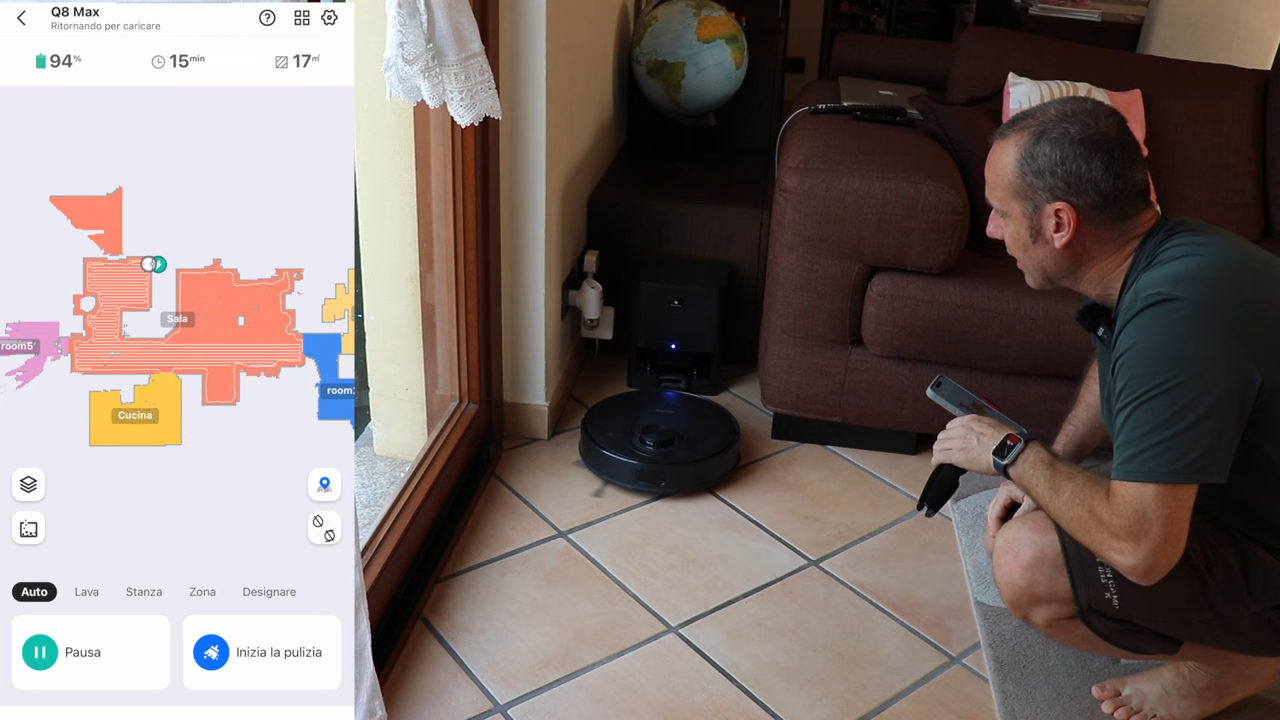 Q8 Max
Ritornando per caricare
94%
15min
17㎡
Sala
room5
Cucina
Auto
Lava
Stanza
Zona
Designare
Pausa
Inizia la pulizia